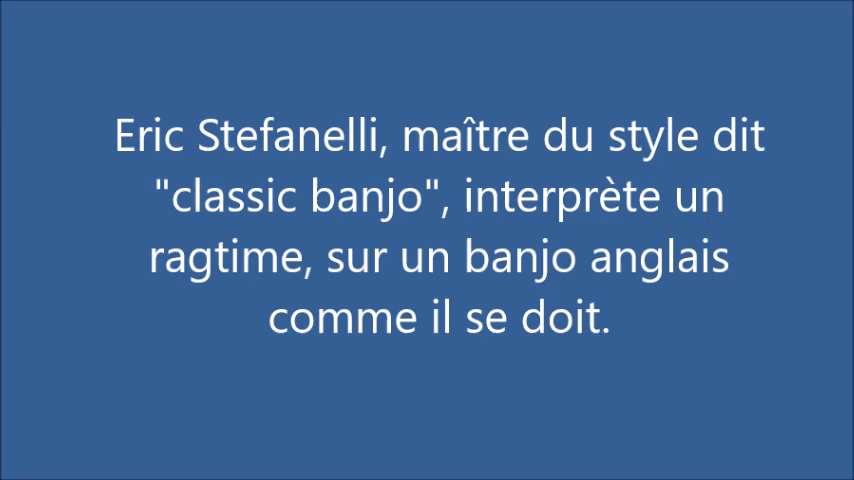 Eric Stefanelli, maître du style dit
"classic banjo", interprète un
ragtime, sur un banjo anglais
comme il se doit.